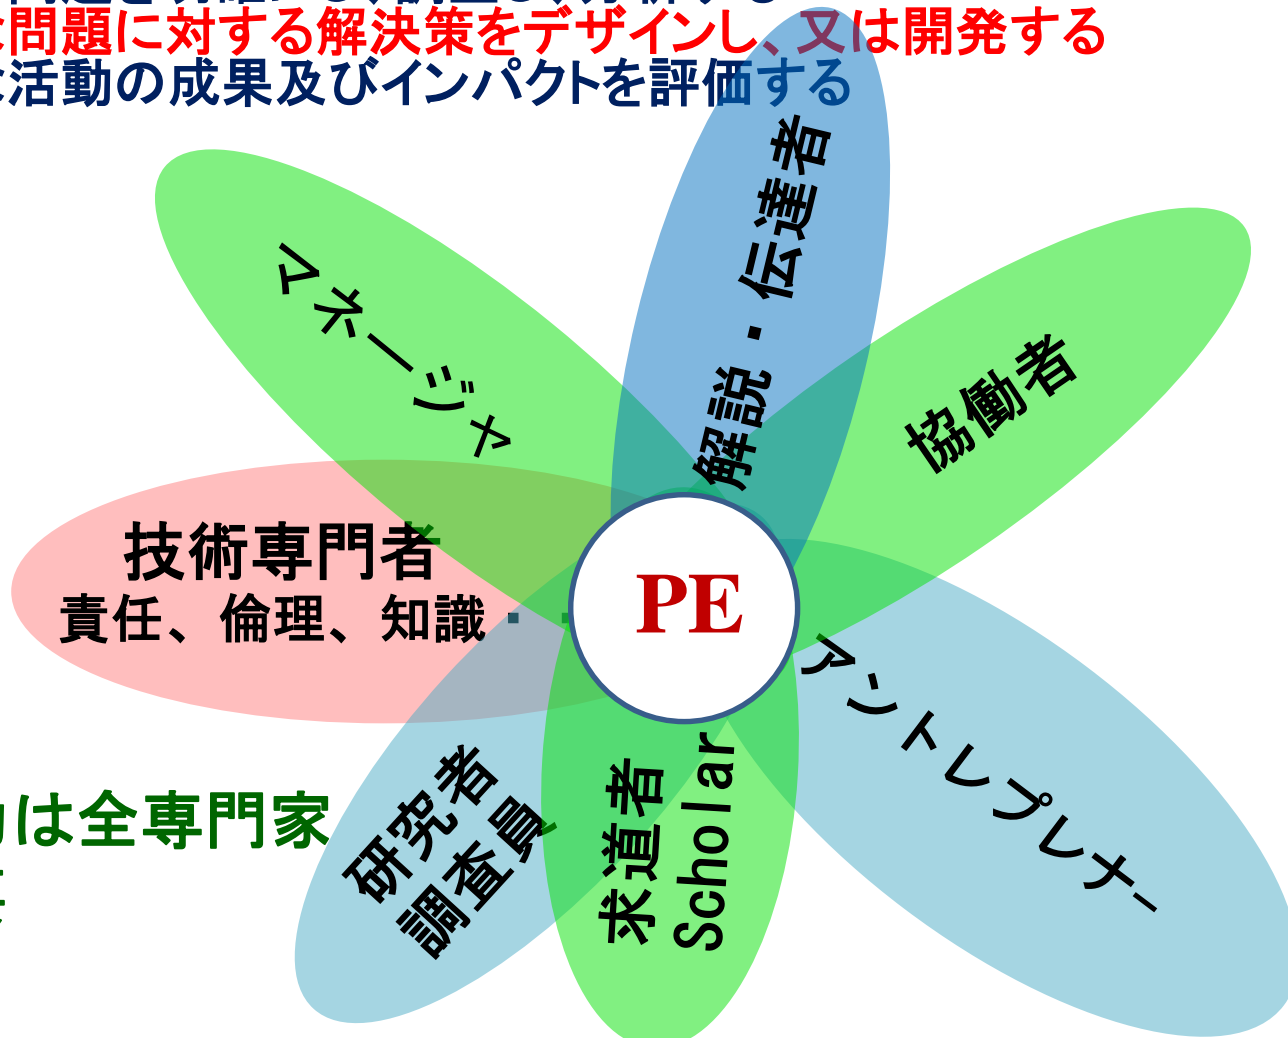 問題に対する解決策をデザインし、又は開発する
活動の成果及びインパクトを評価する
解説・伝達者
マネージャ
協働者
技術専門者
責任、倫理、知識・・
PE
アントレプレナー
研究者
調査員
求道者
Scholar
は全専門家